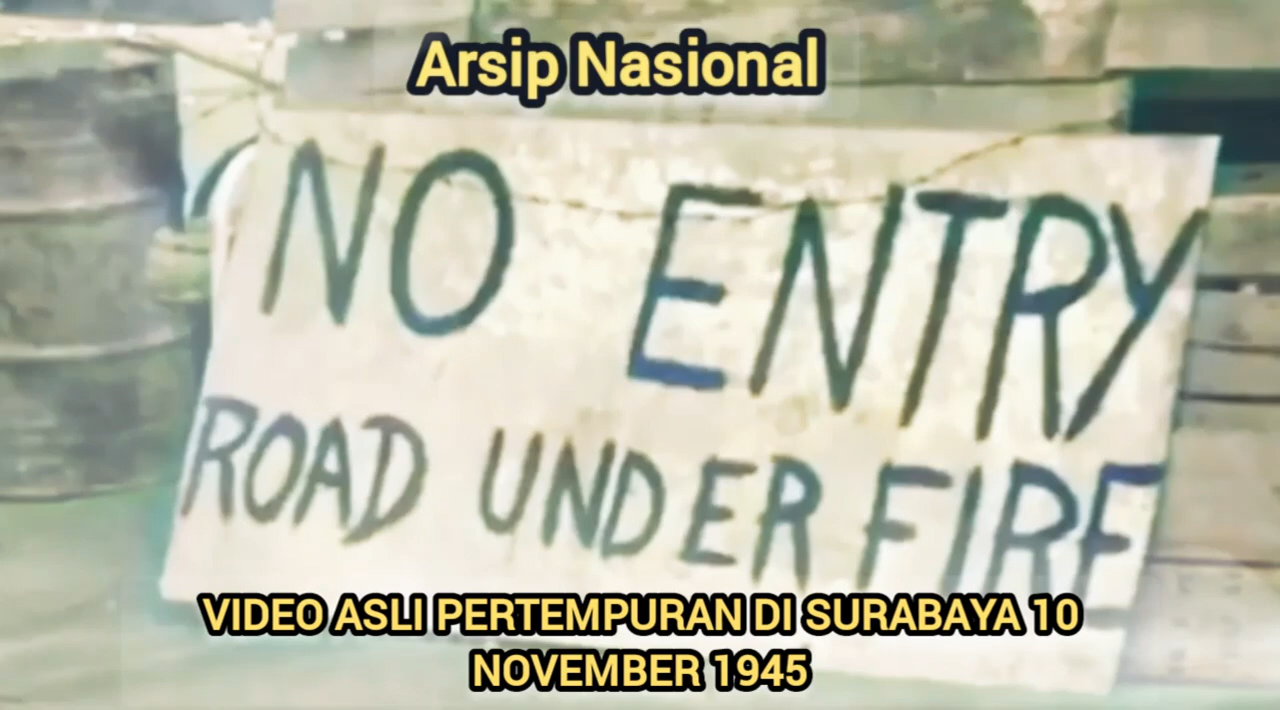 Arsip Nasional
NO ENTRY
ROAD UNDER FIRE
VIDEO ASLI PERTEMPURAN DI SURABAYA 10
NOVEMBER 1945